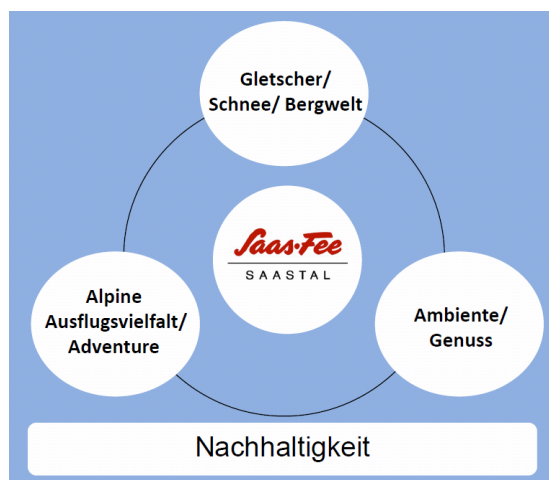 Gletscher/
Schnee/ Bergwelt
Saas-Fee
SAASTAL
Alpine
Ausflugsvielfalt/
Adventure
Ambiente/
Genuss
Nachhaltigkeit